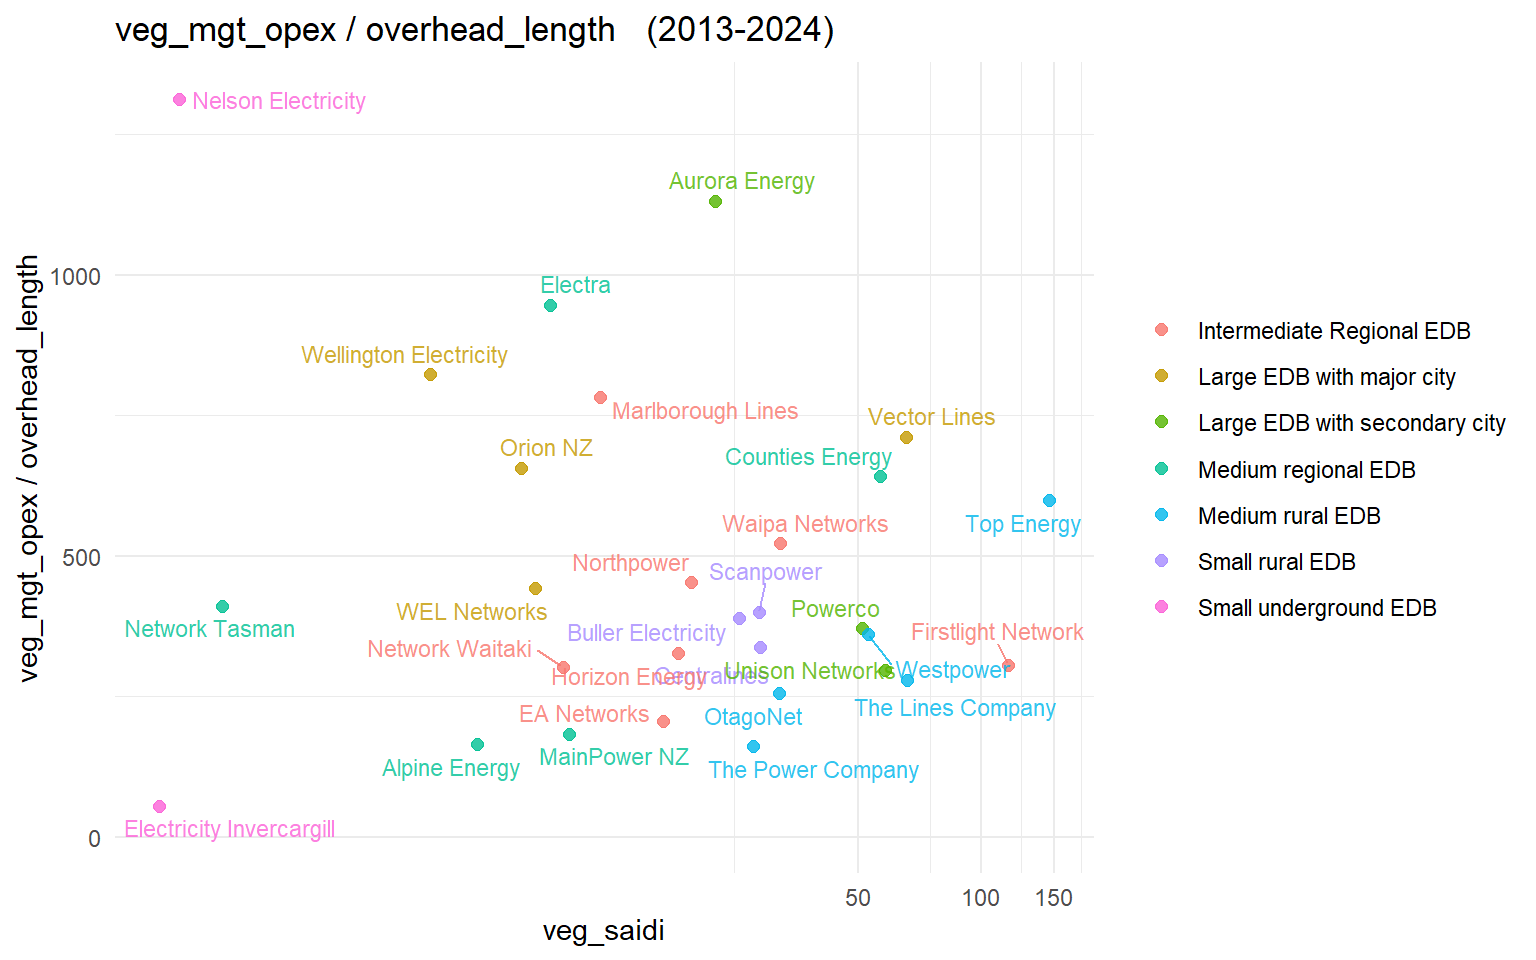 veg_mgt_opex / overhead_length (2013-2024)
veg_mgt_opex / overhead_length
1000
500
0
Nelson Electricity
Aurora Energy
Electra
Wellington Electricity
Marlborough Lines
Vector Lines
Orion NZ
Counties Energy
Top Energy
Waipa Networks
Northpower
Scanpower
WEL Networks
Powerco
Network Tasman
Buller Electricity
Firstlight Network
Network Waitaki
Horizon Energy
Centralines
Unison Networks
Westpower
EA Networks
OtagoNet
The Lines Company
MainPower NZ
Alpine Energy
The Power Company
Electricity Invercargill
50
100
150
veg_saidi
Intermediate Regional EDB
Large EDB with major city
Large EDB with secondary city
Medium regional EDB
Medium rural EDB
Small rural EDB
Small underground EDB